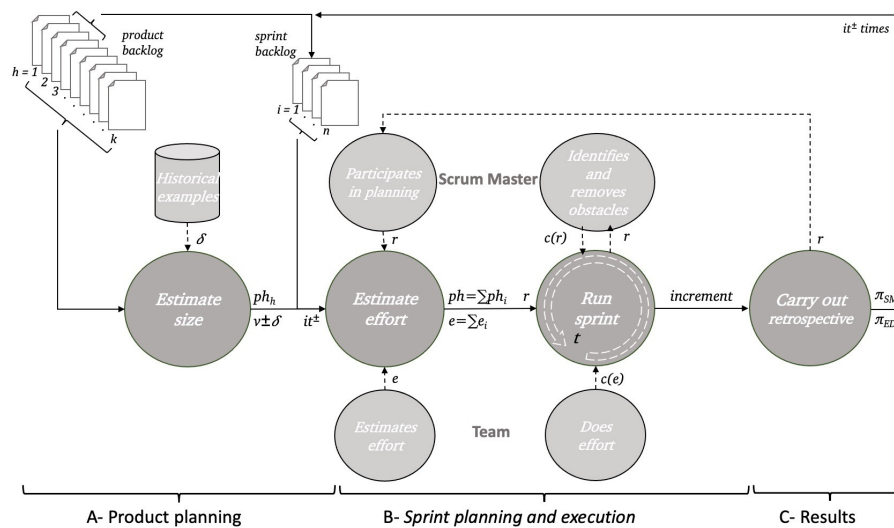 product
backlog
sprint
backlog
it± times
h = 1
2
3
k
i = 1
n
Historical
examples
δ
Participates
in planning
Scrum Master
Identifies
and
removes
obstacles
r
c(r)
r
r
Estimate
size
phₕ
v±δ
it±
Estimate
effort
ph=∑phᵢ
e=∑eᵢ
r
Run
sprint
t
increment
Carry out
retrospective
πSM
πED
e
c(e)
Estimates
effort
Team
Does
effort
A- Product planning
B- Sprint planning and execution
C- Results